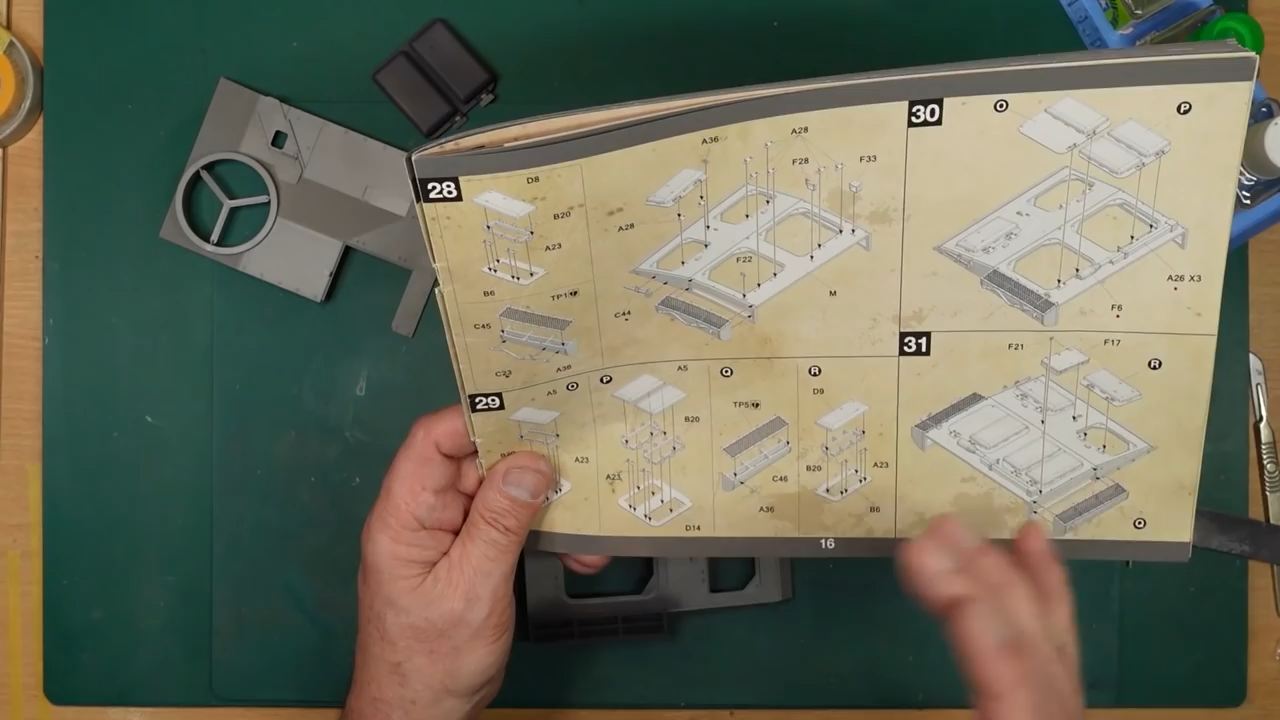 28
D8
B20
A23
B6
TP1
C45
C23
A36
A36
A28
F28
F33
A28
F22
M
C44
29
O
A5
A23
P
A5
B20
A23
D14
Q
TP5
C46
A36
R
D9
B20
A23
B6
30
O
P
A26 X3
F6
31
F21
F17
R
Q
16